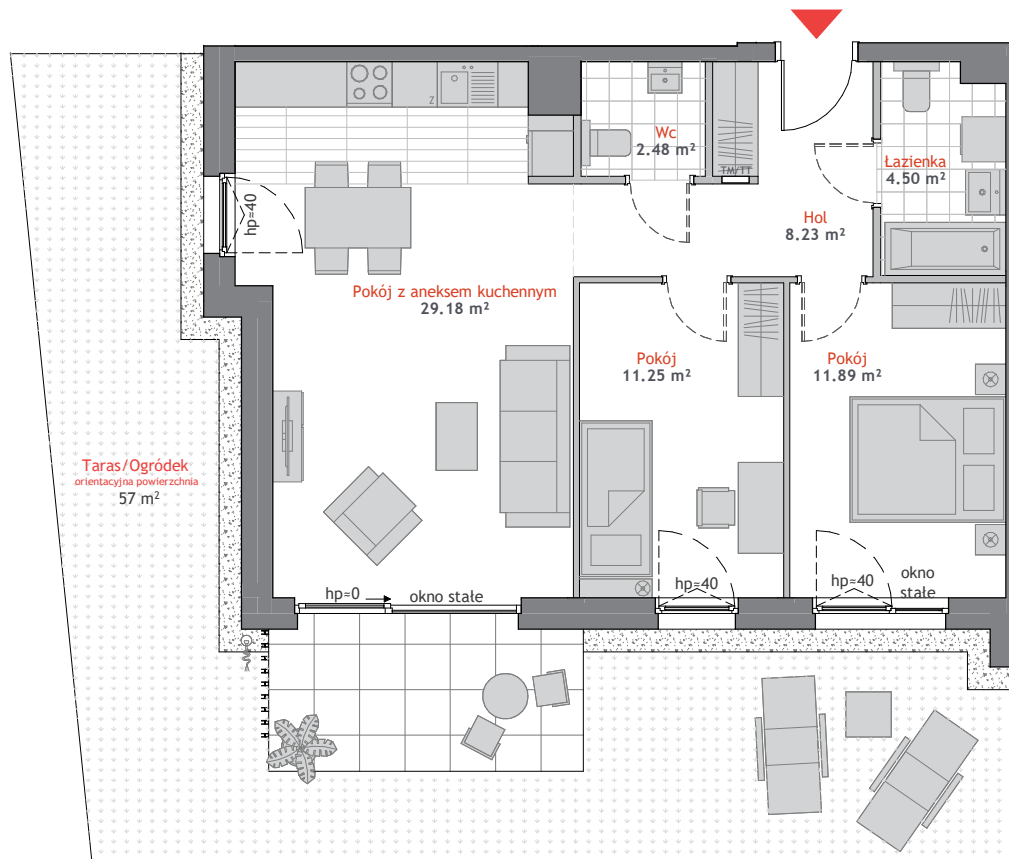 Wc
2.48 m²
TM/TT
Z
Łazienka
4.50 m²
Hol
8.23 m²
hp≈40
Pokój z aneksem kuchennym
29.18 m²
Pokój
11.25 m²
Pokój
11.89 m²
Taras/Ogródek
orientacyjna powierzchnia
57 m²
hp≈0
okno stałe
hp≈40
hp≈40
okno
stałe